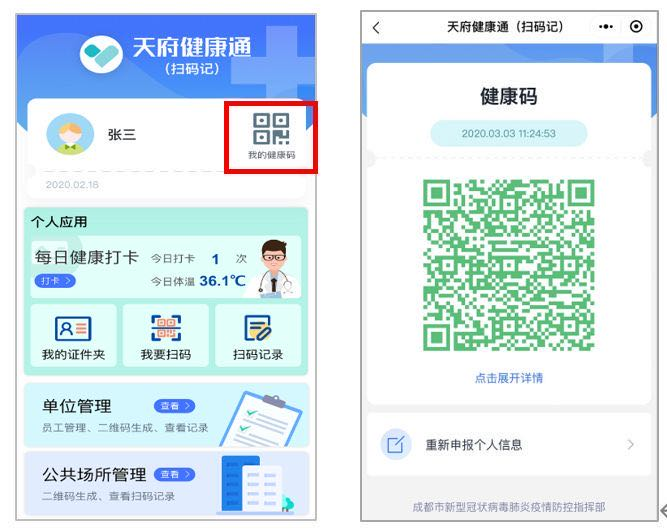 天府健康通
（扫码记）
张三
我的健康码
2020.02.18
个人应用
每日健康打卡
今日打卡 1 次
打卡 >
今日体温 36.1℃
我的证件夹
我要扫码
扫码记录
单位管理
查看 >
员工管理、二维码生成、查看记录
公共场所管理
查看 >
二维码生成、查看扫码记录
天府健康通（扫码记）
健康码
2020.03.03 11:24:53
点击展开详情
重新申报个人信息
成都市新型冠状病毒肺炎疫情防控指挥部